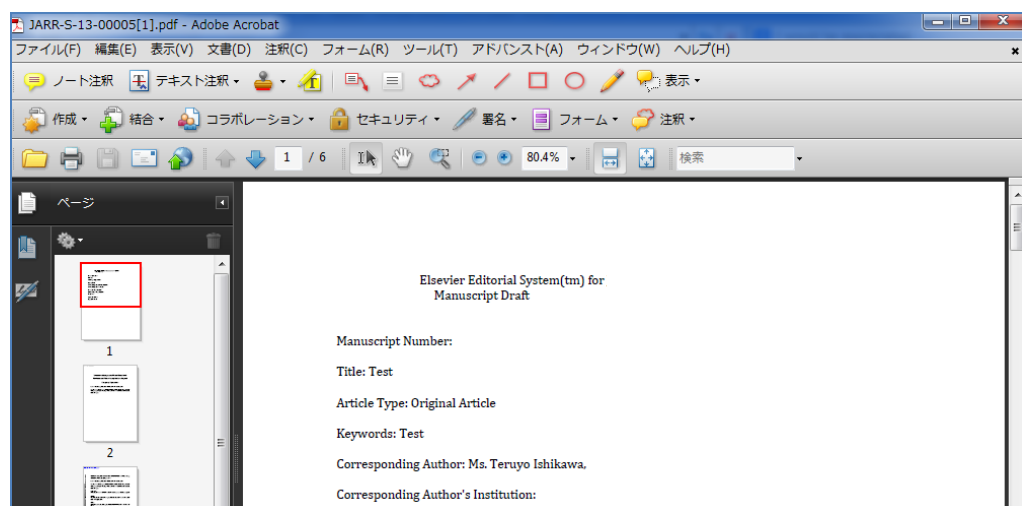 JARR-S-13-00005[1].pdf - Adobe Acrobat
ファイル(F) 編集(E) 表示(V) 文書(D) 注釈(C) フォーム(R) ツール(T) アドバンスト(A) ウィンドウ(W) ヘルプ(H)
ノート注釈 テキスト注釈 表示
作成 結合 コラボレーション セキュリティ 署名 フォーム 注釈
1 / 6 80.4% 検索
ページ
Elsevier Editorial System(tm) for
Manuscript Draft
Manuscript Number:
1
Title: Test
Article Type: Original Article
Keywords: Test
2
Corresponding Author: Ms. Teruyo Ishikawa,
Corresponding Author's Institution: